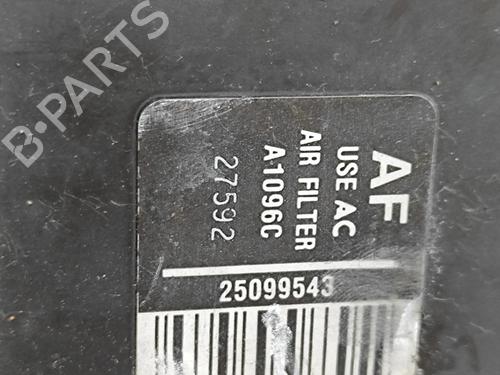 B-PARTS
AF
USE AC
AIR FILTER
A1096C
27592
25099543